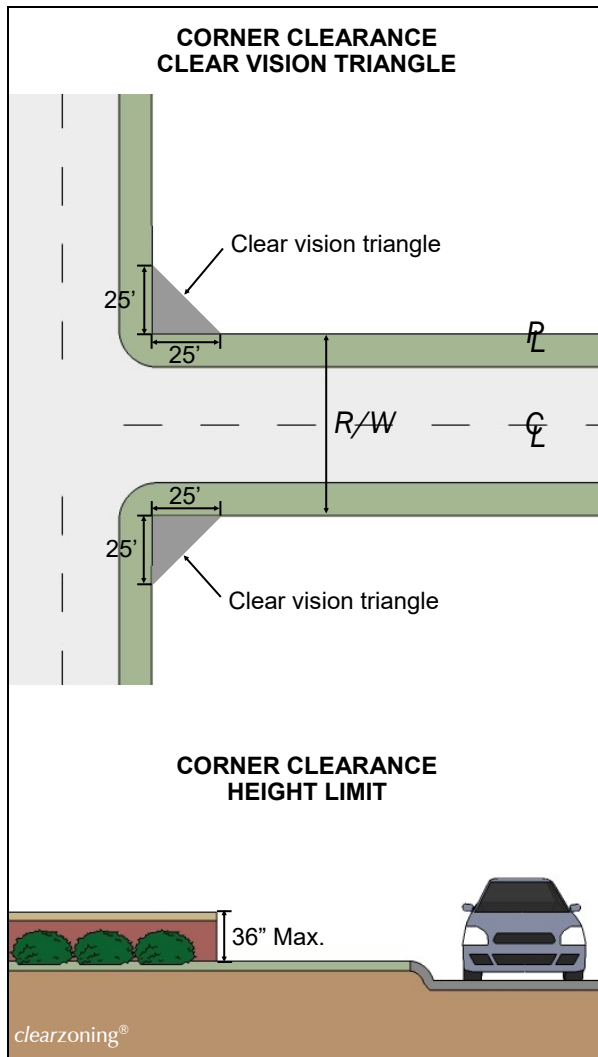 CORNER CLEARANCE
CLEAR VISION TRIANGLE
Clear vision triangle
25’
25’
PL
R/W
CL
25’
25’
Clear vision triangle
CORNER CLEARANCE
HEIGHT LIMIT
36” Max.
clearzoning®